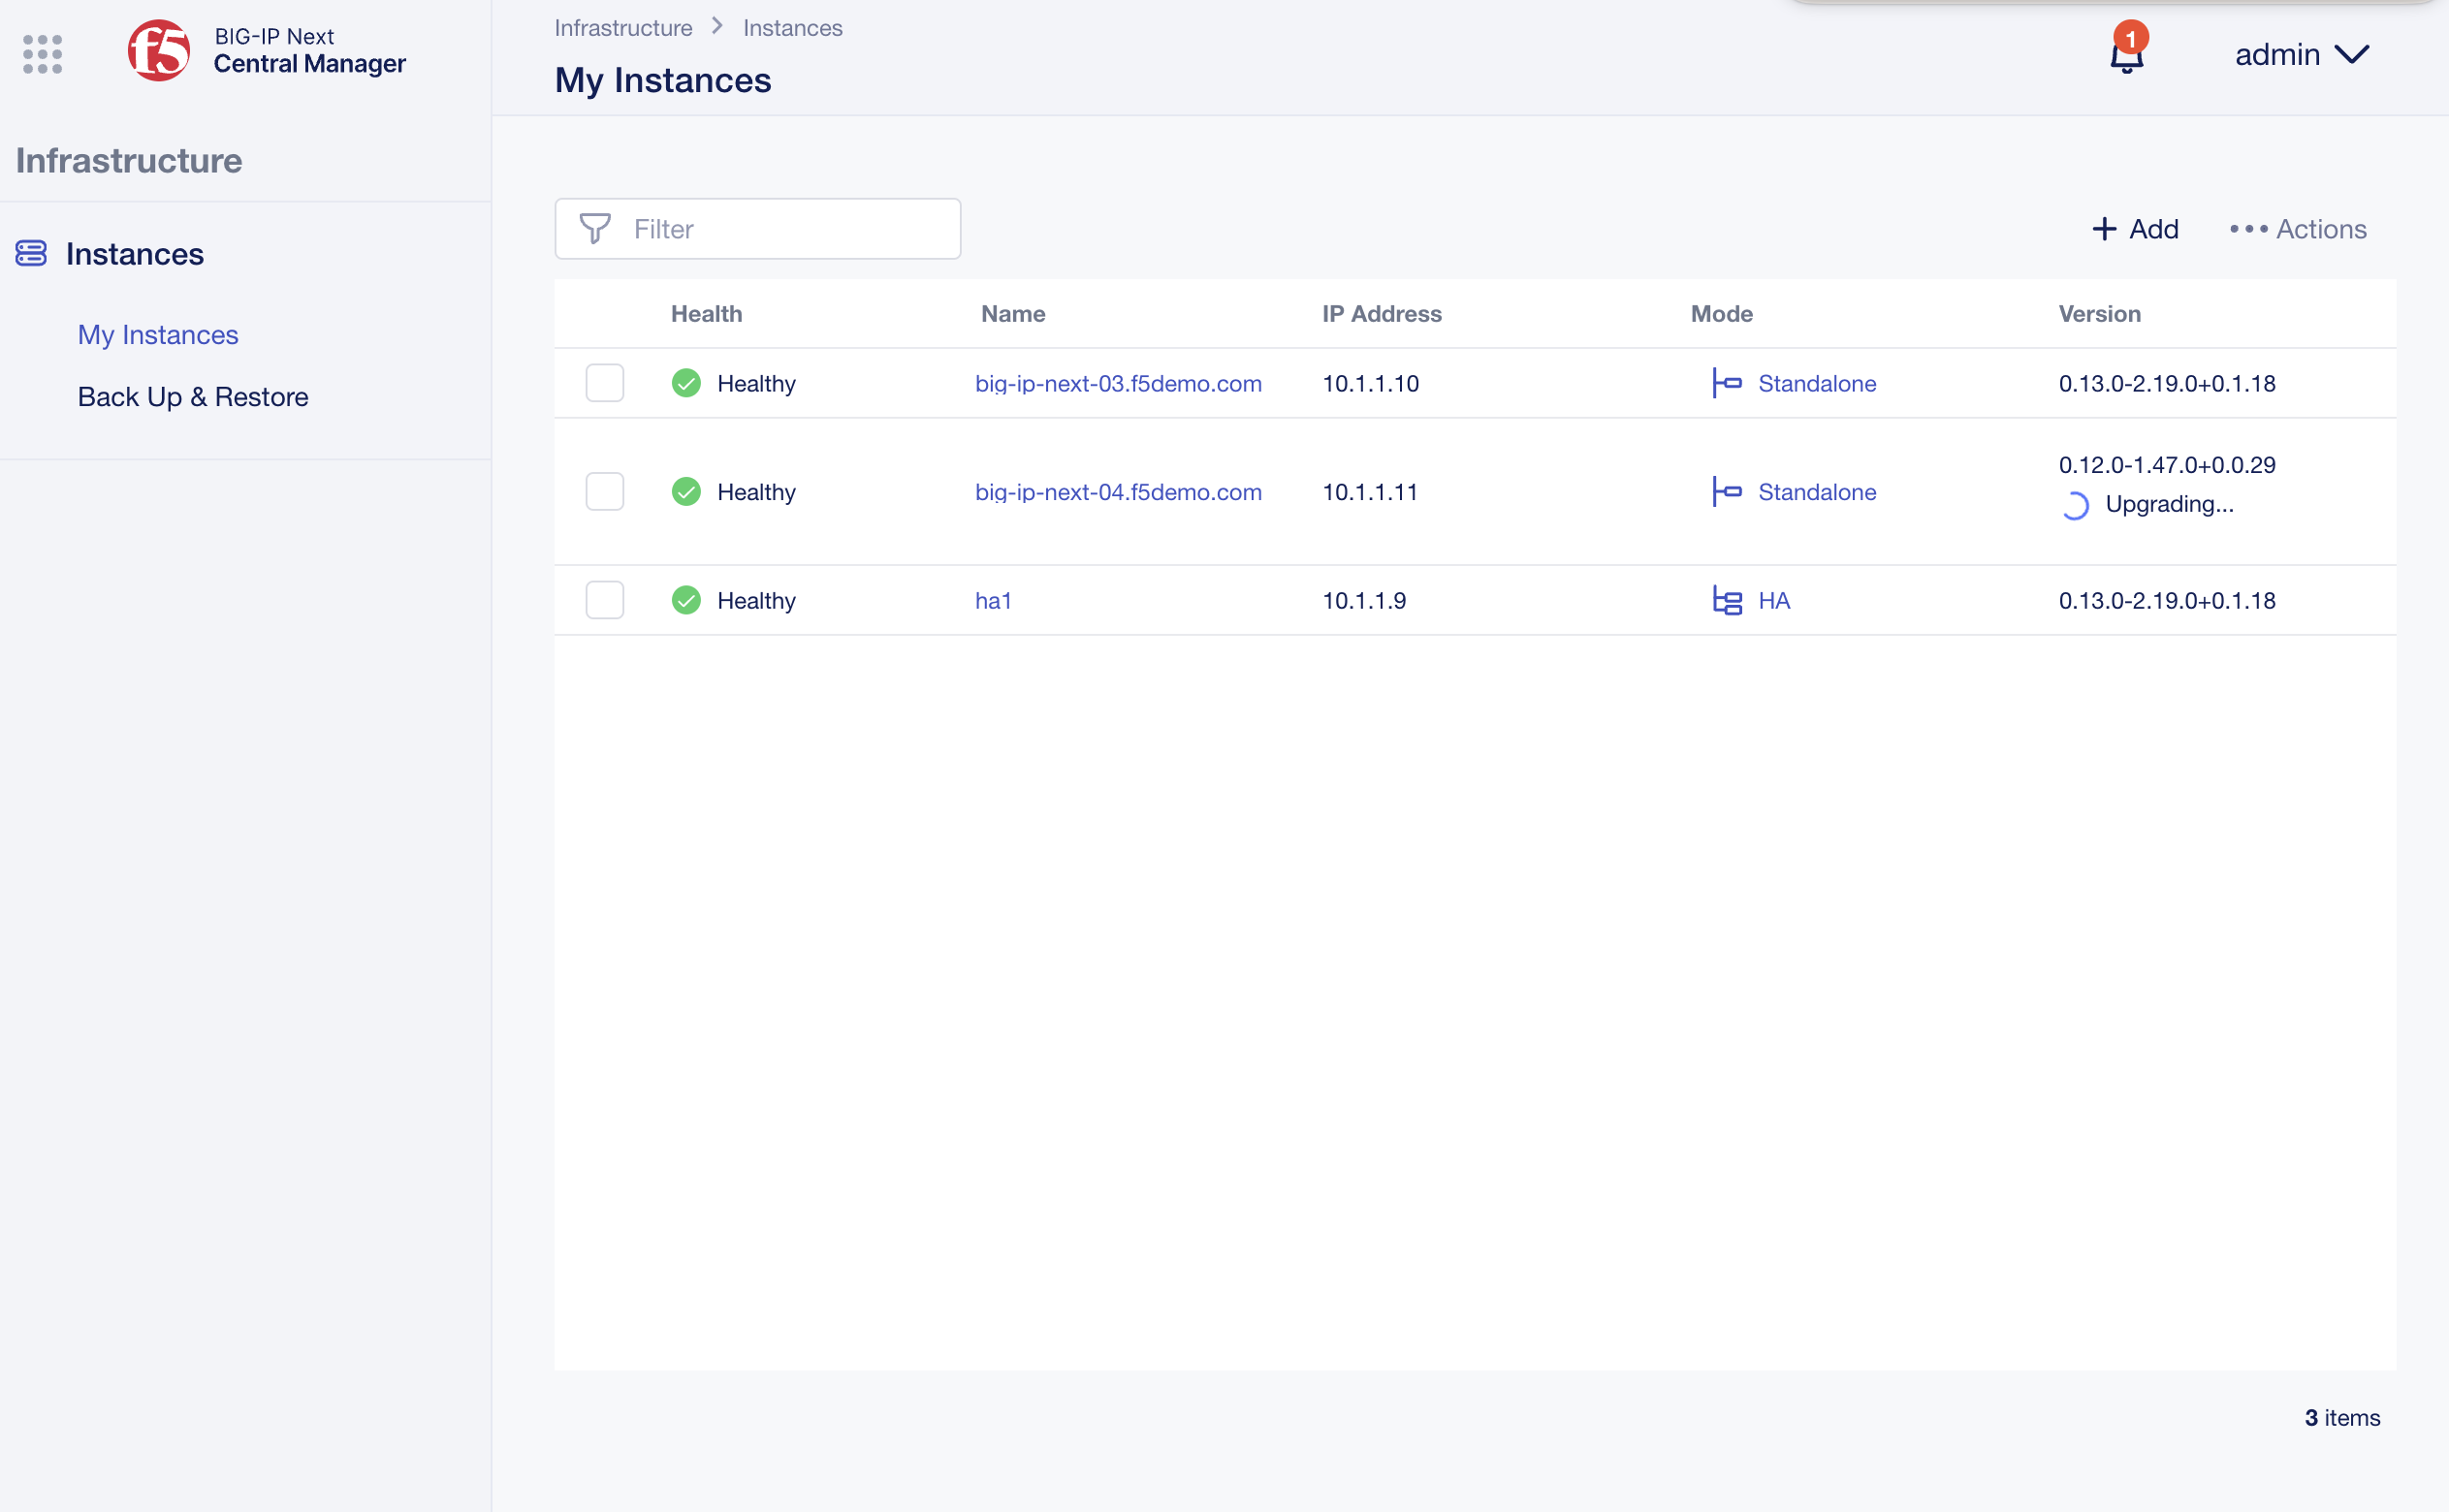 f5
BIG-IP Next
Central Manager
Infrastructure
Instances
My Instances
Back Up & Restore
Infrastructure > Instances
My Instances
1
admin
Filter
+ Add
••• Actions
Health Name IP Address Mode Version
Healthy big-ip-next-03.f5demo.com 10.1.1.10 Standalone 0.13.0-2.19.0+0.1.18
Healthy big-ip-next-04.f5demo.com 10.1.1.11 Standalone 0.12.0-1.47.0+0.0.29
Upgrading...
Healthy ha1 10.1.1.9 HA 0.13.0-2.19.0+0.1.18
3 items